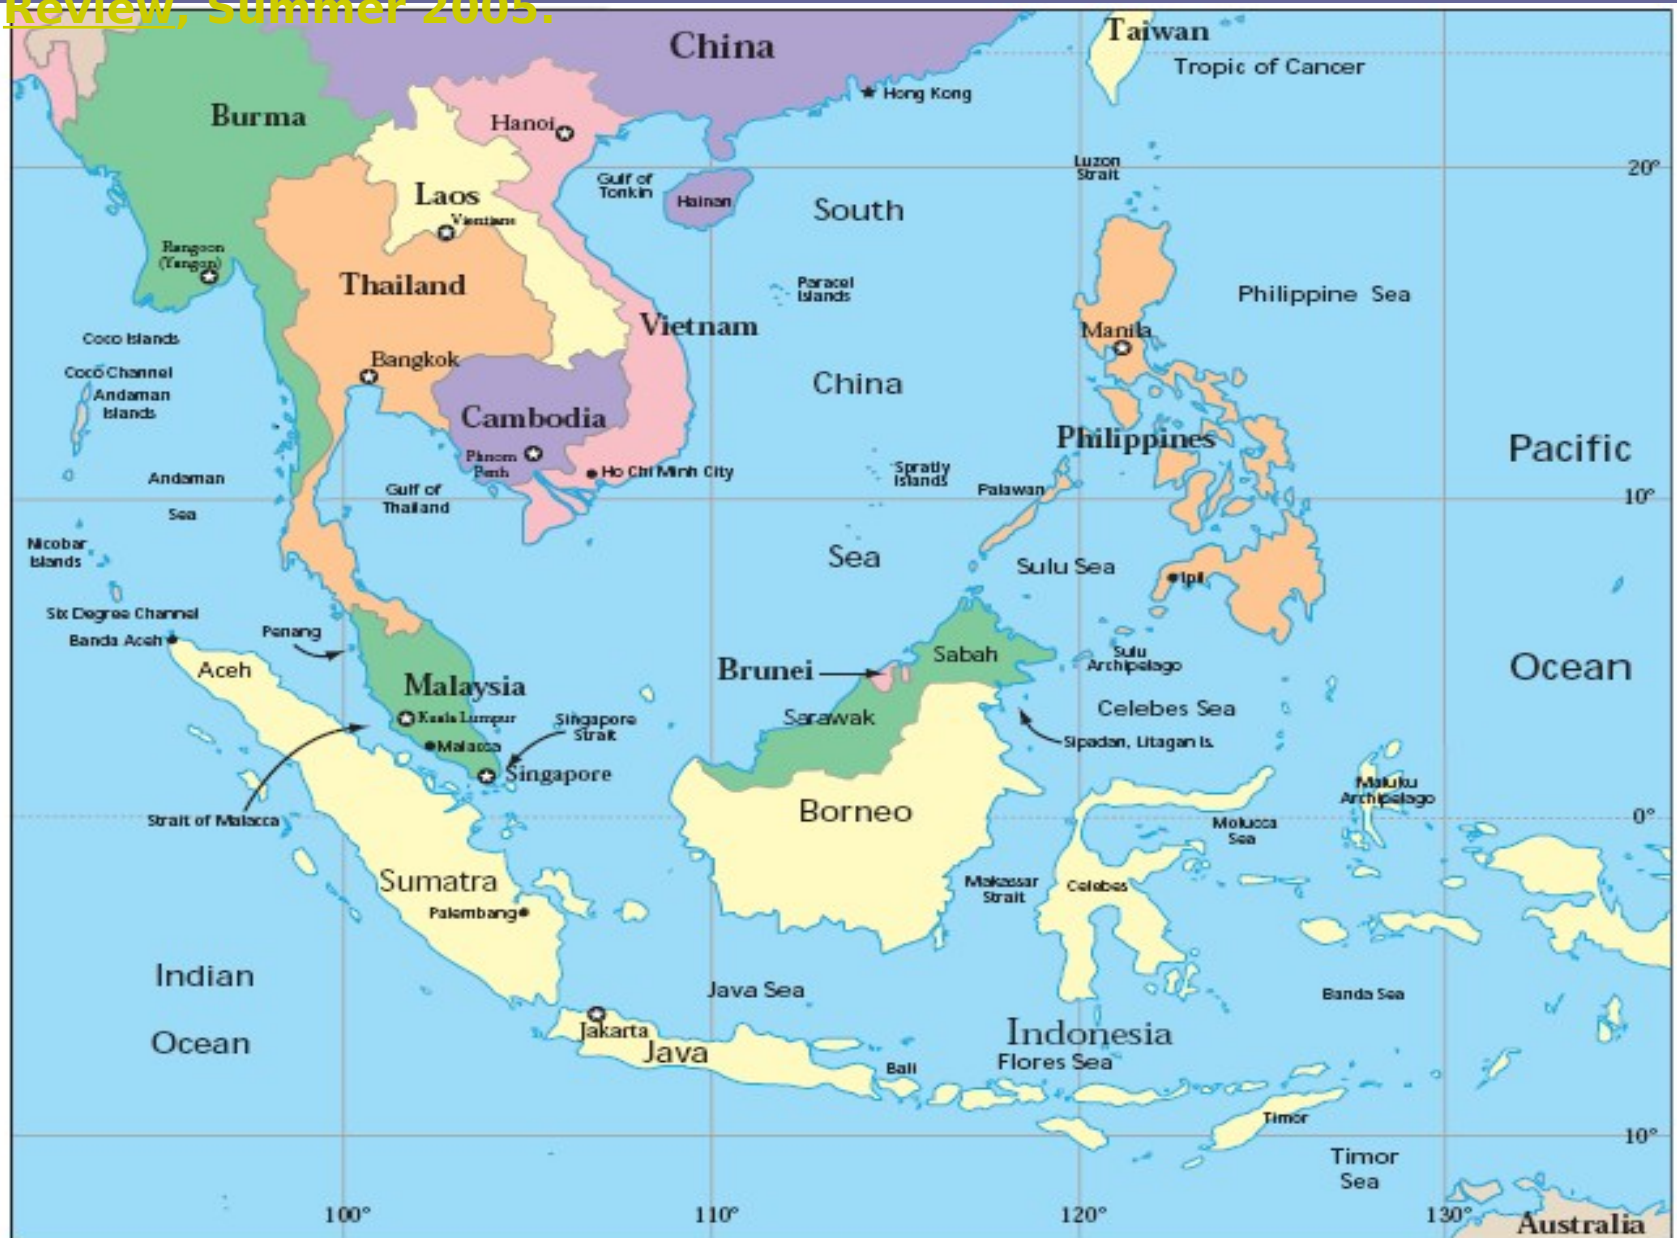 Review, Summer 2005.
China
Taiwan
Tropic of Cancer
Hong Kong
Burma
Hanoi
Luzon
Strait
20°
Gulf of
Tonkin
Hainan
Laos
Vientiane
South
Rangoon
(Yangon)
Thailand
Paracel
Islands
Philippine Sea
Vietnam
Manila
Coco Islands
Bangkok
Coco Channel
Andaman
Islands
China
Cambodia
Philippines
Pacific
Phnom
Penh
Ho Chi Minh City
Spratly
Islands
Palawan
Andaman
Sea
Gulf of
Thailand
10°
Nicobar
Islands
Sea
Sulu Sea
Ipil
Six Degree Channel
Banda Aceh
Penang
Aceh
Brunei
Sabah
Sulu
Archipelago
Ocean
Malaysia
Kuala Lumpur
Malacca
Singapore
Strait
Sarawak
Celebes Sea
Sipadan, Litagan Is.
Singapore
Strait of Malacca
Borneo
Maluku
Archipelago
0°
Molucca
Sea
Sumatra
Palembang
Makassar
Strait
Celebes
Indian
Ocean
Java Sea
Banda Sea
Jakarta
Java
Indonesia
Flores Sea
Bali
Timor
10°
Timor
Sea
100°
110°
120°
130°
Australia